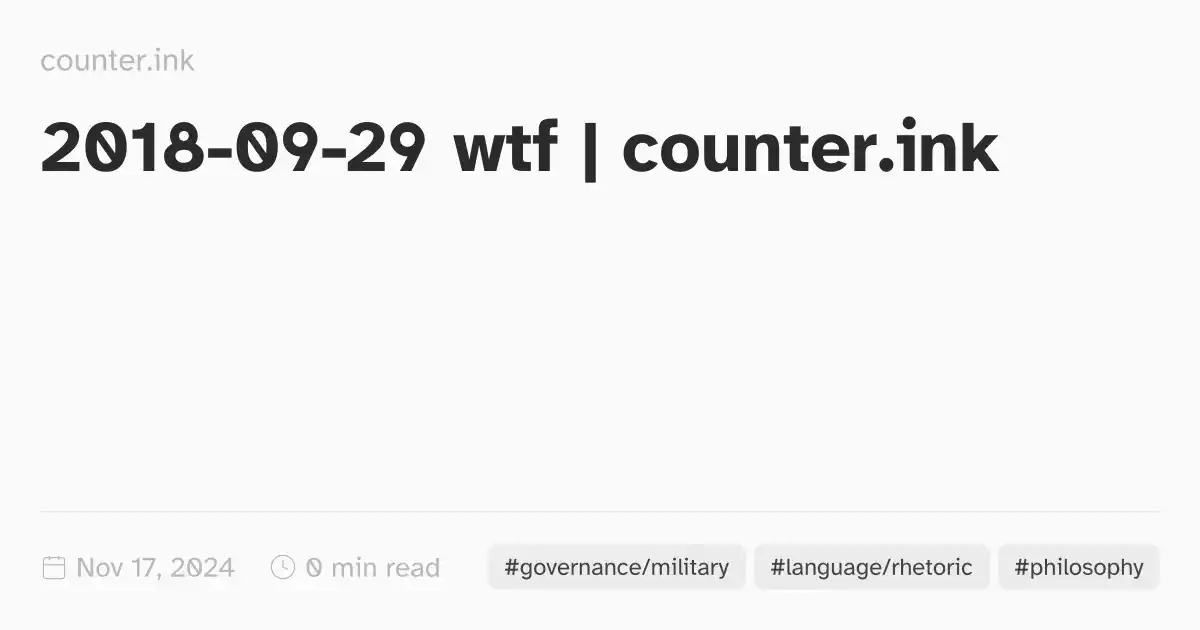 counter.ink
2018-09-29 wtf | counter.ink
Nov 17, 2024 0 min read #governance/military #language/rhetoric #philosophy